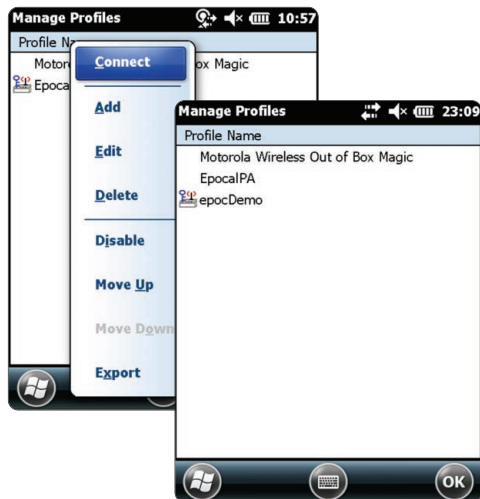 Manage Profiles 10:57
Profile Na
Motoro ox Magic
Epoca
Connect
Add
Edit
Delete
Disable
Move Up
Move Down
Export
Manage Profiles 23:09
Profile Name
Motorola Wireless Out of Box Magic
EpocalPA
epocDemo
OK